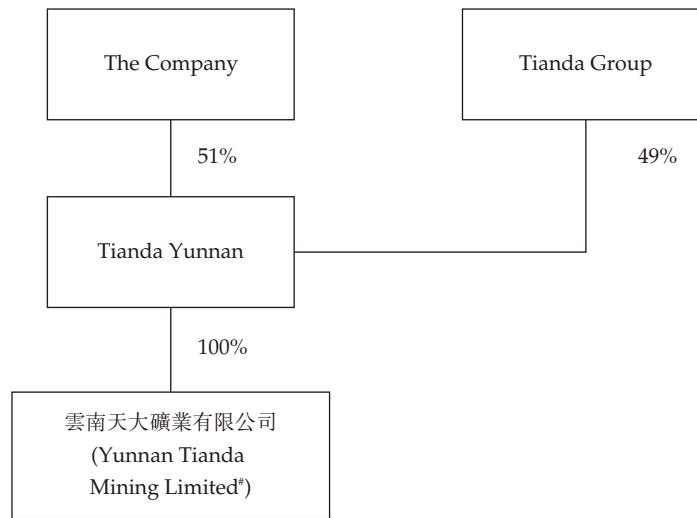 The Company
Tianda Group
51%
49%
Tianda Yunnan
100%
雲南天大礦業有限公司
(Yunnan Tianda
Mining Limited#)